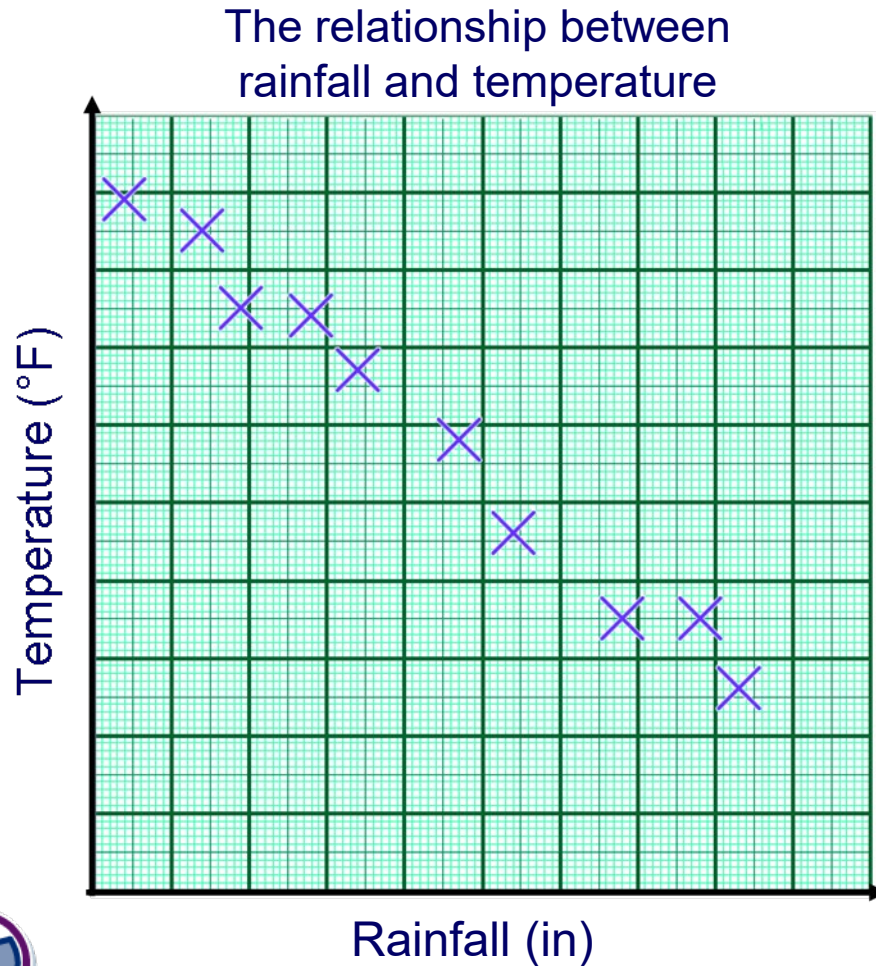 The relationship between
rainfall and temperature
Temperature (°F)
Rainfall (in)